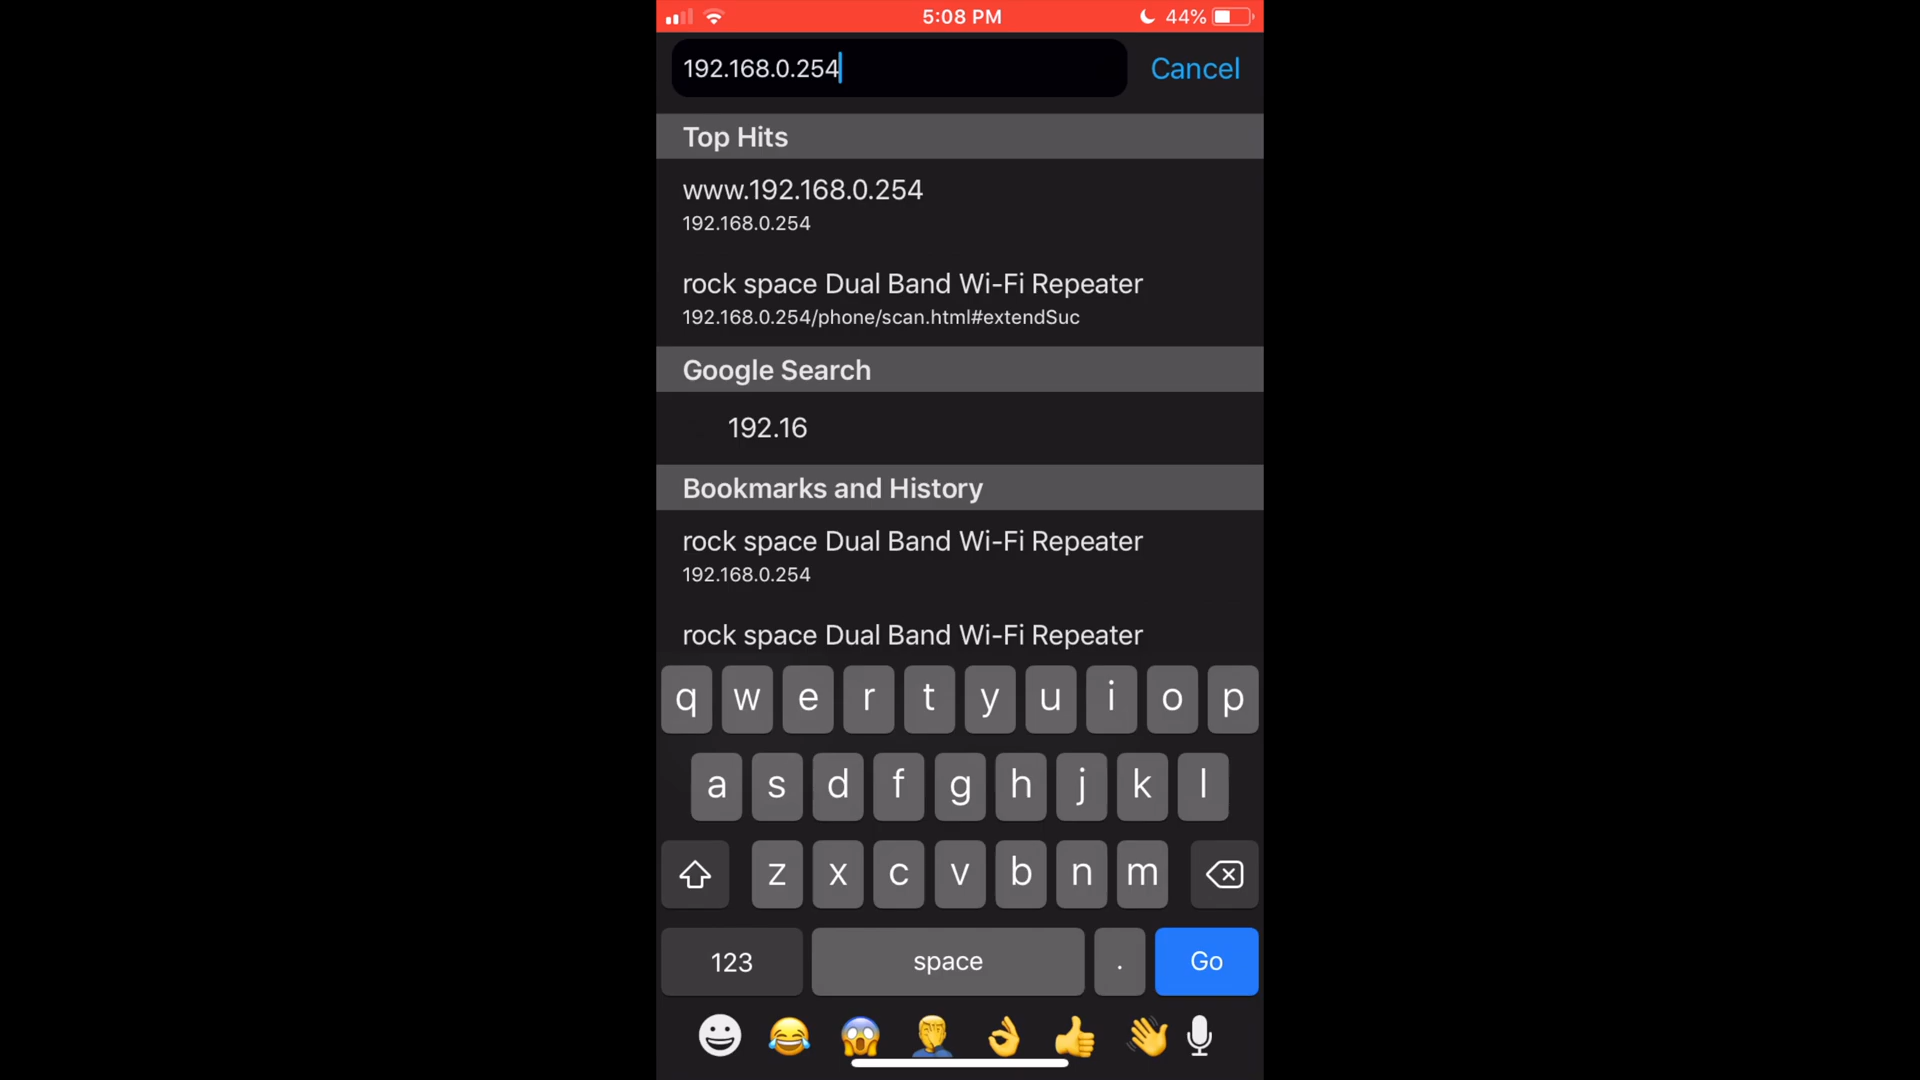 5:08 PM
44%
192.168.0.254
Cancel
Top Hits
www.192.168.0.254
192.168.0.254
rock space Dual Band Wi-Fi Repeater
192.168.0.254/phone/scan.html#extendSuc
Google Search
192.16
Bookmarks and History
rock space Dual Band Wi-Fi Repeater
192.168.0.254
rock space Dual Band Wi-Fi Repeater
q w e r t y u i o p
a s d f g h j k l
z x c v b n m
123 space . Go